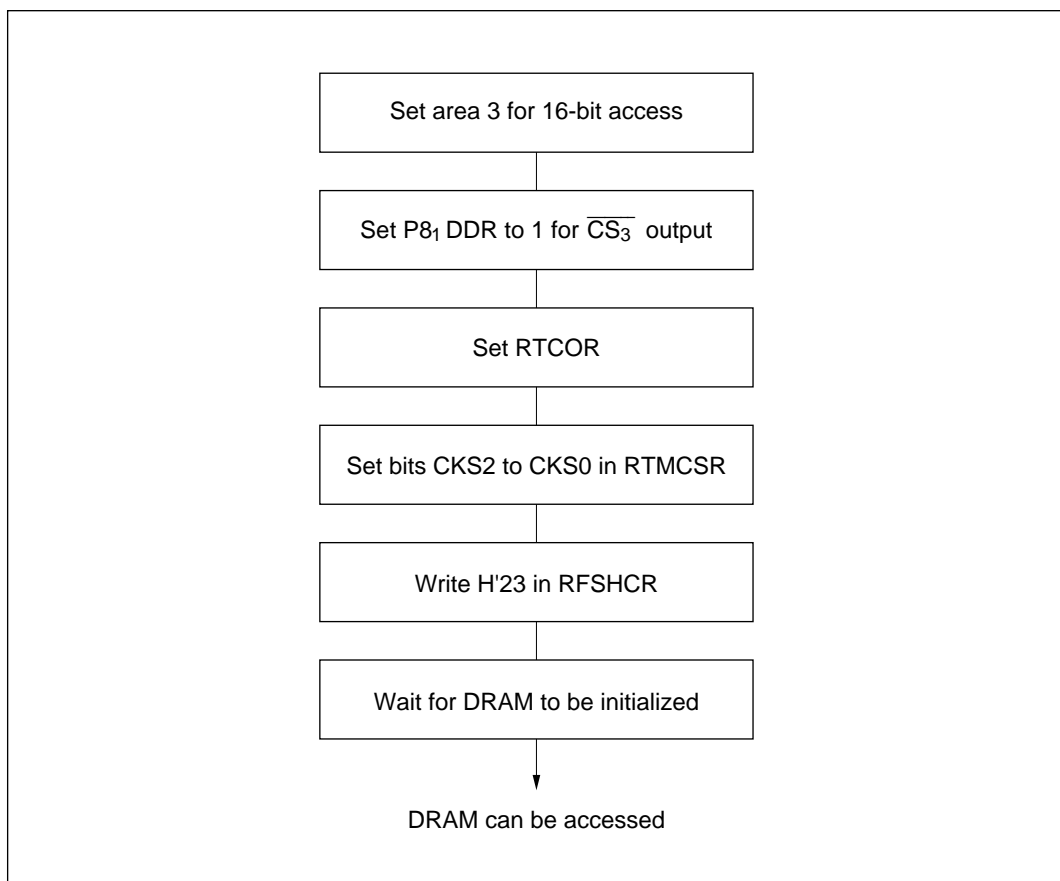 Set area 3 for 16-bit access
Set P8₁ DDR to 1 for C̅S̅₃ output
Set RTCOR
Set bits CKS2 to CKS0 in RTMCSR
Write H'23 in RFSHCR
Wait for DRAM to be initialized
DRAM can be accessed